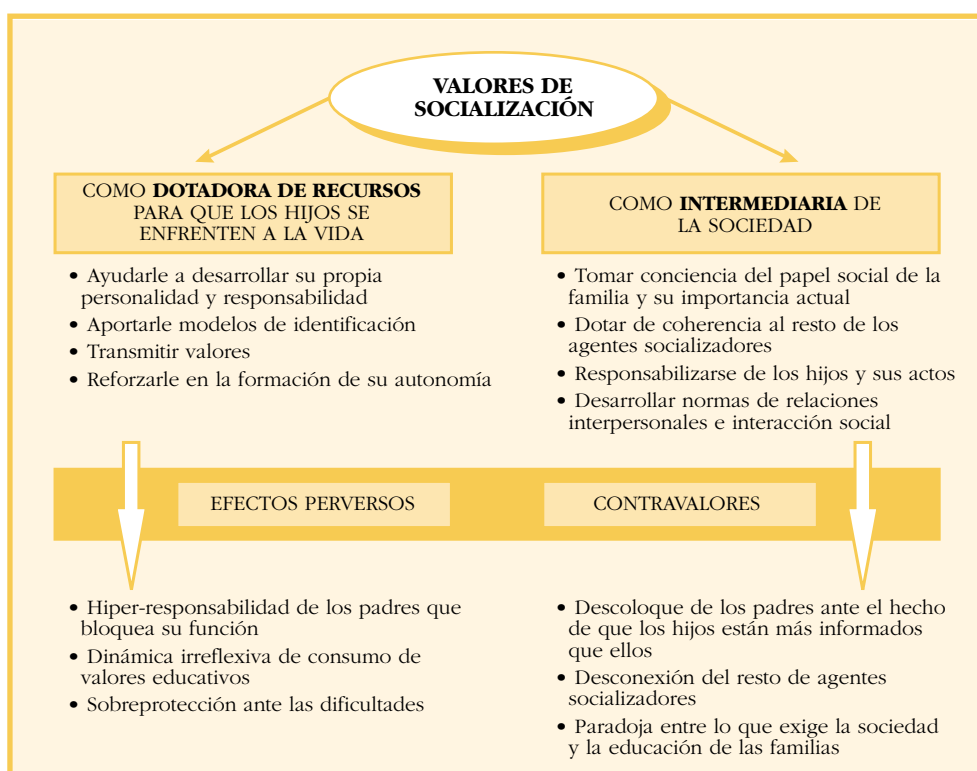 VALORES DE
SOCIALIZACIÓN
COMO DOTADORA DE RECURSOS
PARA QUE LOS HIJOS SE
ENFRENTEN A LA VIDA
• Ayudarle a desarrollar su propia
personalidad y responsabilidad
• Aportarle modelos de identificación
• Transmitir valores
• Reforzarle en la formación de su autonomía
COMO INTERMEDIARIA DE
LA SOCIEDAD
• Tomar conciencia del papel social de la
familia y su importancia actual
• Dotar de coherencia al resto de los
agentes socializadores
• Responsabilizarse de los hijos y sus actos
• Desarrollar normas de relaciones
interpersonales e interacción social
EFECTOS PERVERSOS
CONTRAVALORES
• Hiper-responsabilidad de los padres que
bloquea su función
• Dinámica irreflexiva de consumo de
valores educativos
• Sobreprotección ante las dificultades
• Descoloque de los padres ante el hecho
de que los hijos están más informados
que ellos
• Desconexión del resto de agentes
socializadores
• Paradoja entre lo que exige la sociedad
y la educación de las familias